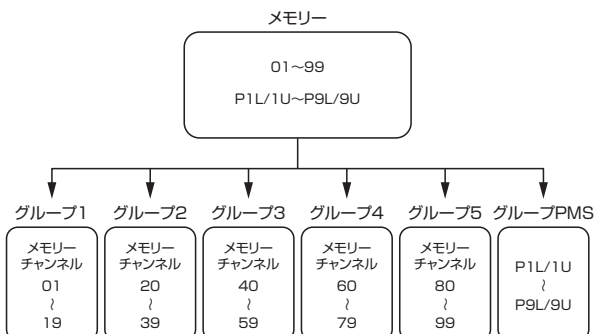 メモリー
01～99
P1L/1U～P9L/9U
グループ1 グループ2 グループ3 グループ4 グループ5 グループPMS
メモリー
チャンネル
01
～
19
メモリー
チャンネル
20
～
39
メモリー
チャンネル
40
～
59
メモリー
チャンネル
60
～
79
メモリー
チャンネル
80
～
99
P1L/1U
～
P9L/9U